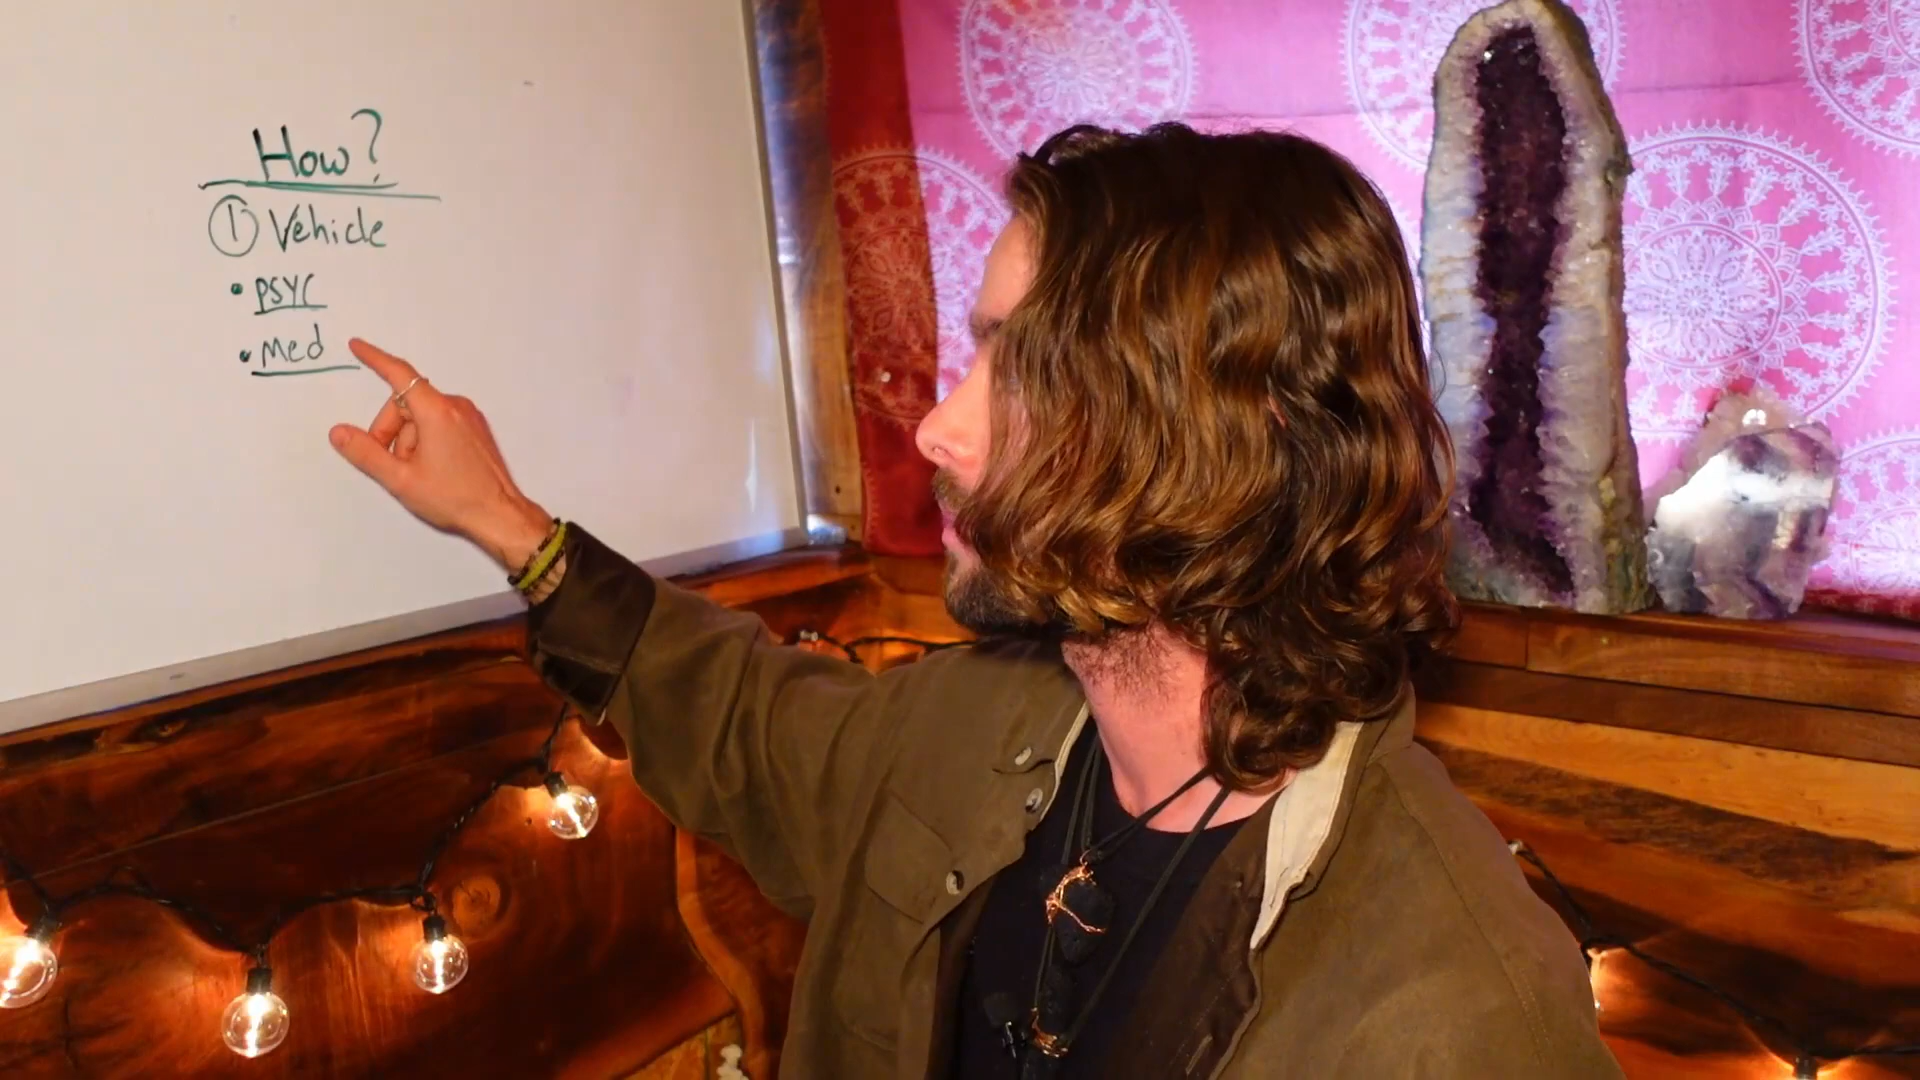 How?
① Vehicle
• PSYC
• Med